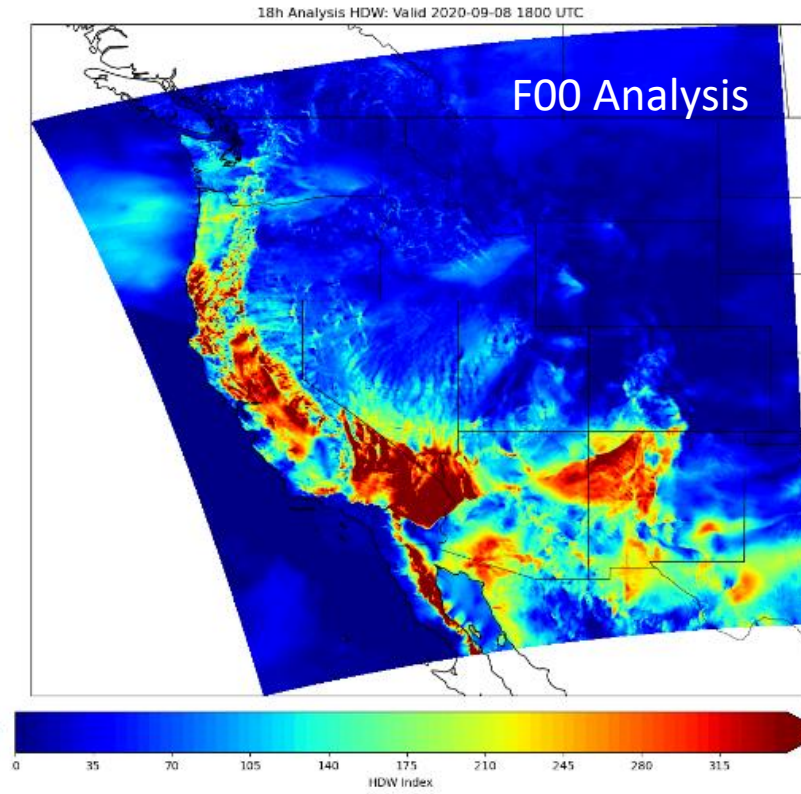 18h Analysis HDW: Valid 2020-09-08 1800 UTC
F00 Analysis
0 35 70 105 140 175 210 245 280 315
HDW Index